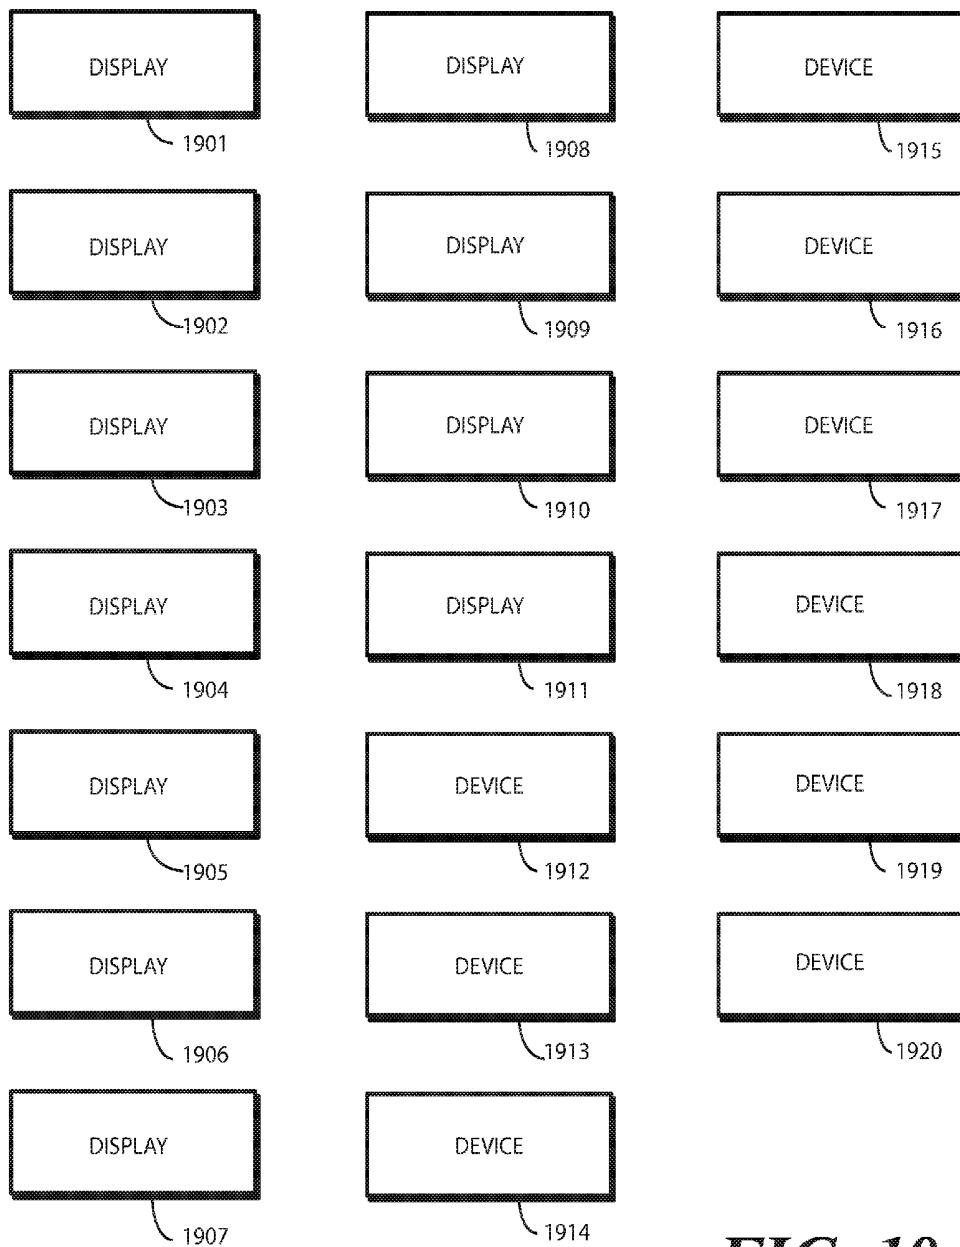 DISPLAY
1901
DISPLAY
1902
DISPLAY
1903
DISPLAY
1904
DISPLAY
1905
DISPLAY
1906
DISPLAY
1907
DISPLAY
1908
DISPLAY
1909
DISPLAY
1910
DISPLAY
1911
DEVICE
1912
DEVICE
1913
DEVICE
1914
DEVICE
1915
DEVICE
1916
DEVICE
1917
DEVICE
1918
DEVICE
1919
DEVICE
1920
FIG. 19